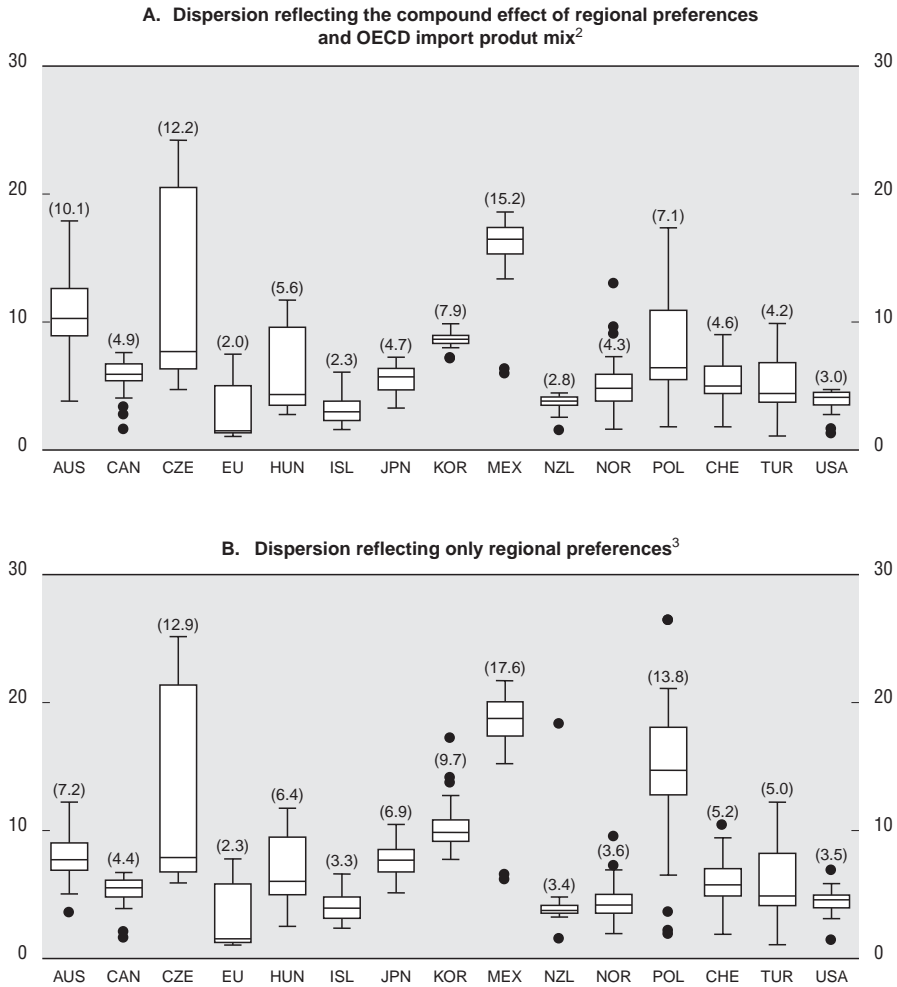 A. Dispersion reflecting the compound effect of regional preferences
and OECD import produt mix2
30 30
(12.2)
20 (10.1) (15.2) (7.1) 20
(5.6) (7.9) (4.6) (4.2)
10 (4.9) (2.0) (2.3) (4.7) (2.8) (4.3) (3.0) 10
0 0
AUS CAN CZE EU HUN ISL JPN KOR MEX NZL NOR POL CHE TUR USA
B. Dispersion reflecting only regional preferences3
30 30
(12.9)
20 (17.6) (13.8) 20
(7.2) (6.4) (6.9) (9.7) (5.2) (5.0)
10 (4.4) (2.3) (3.3) (3.4) (3.6) (3.5) 10
0 0
AUS CAN CZE EU HUN ISL JPN KOR MEX NZL NOR POL CHE TUR USA